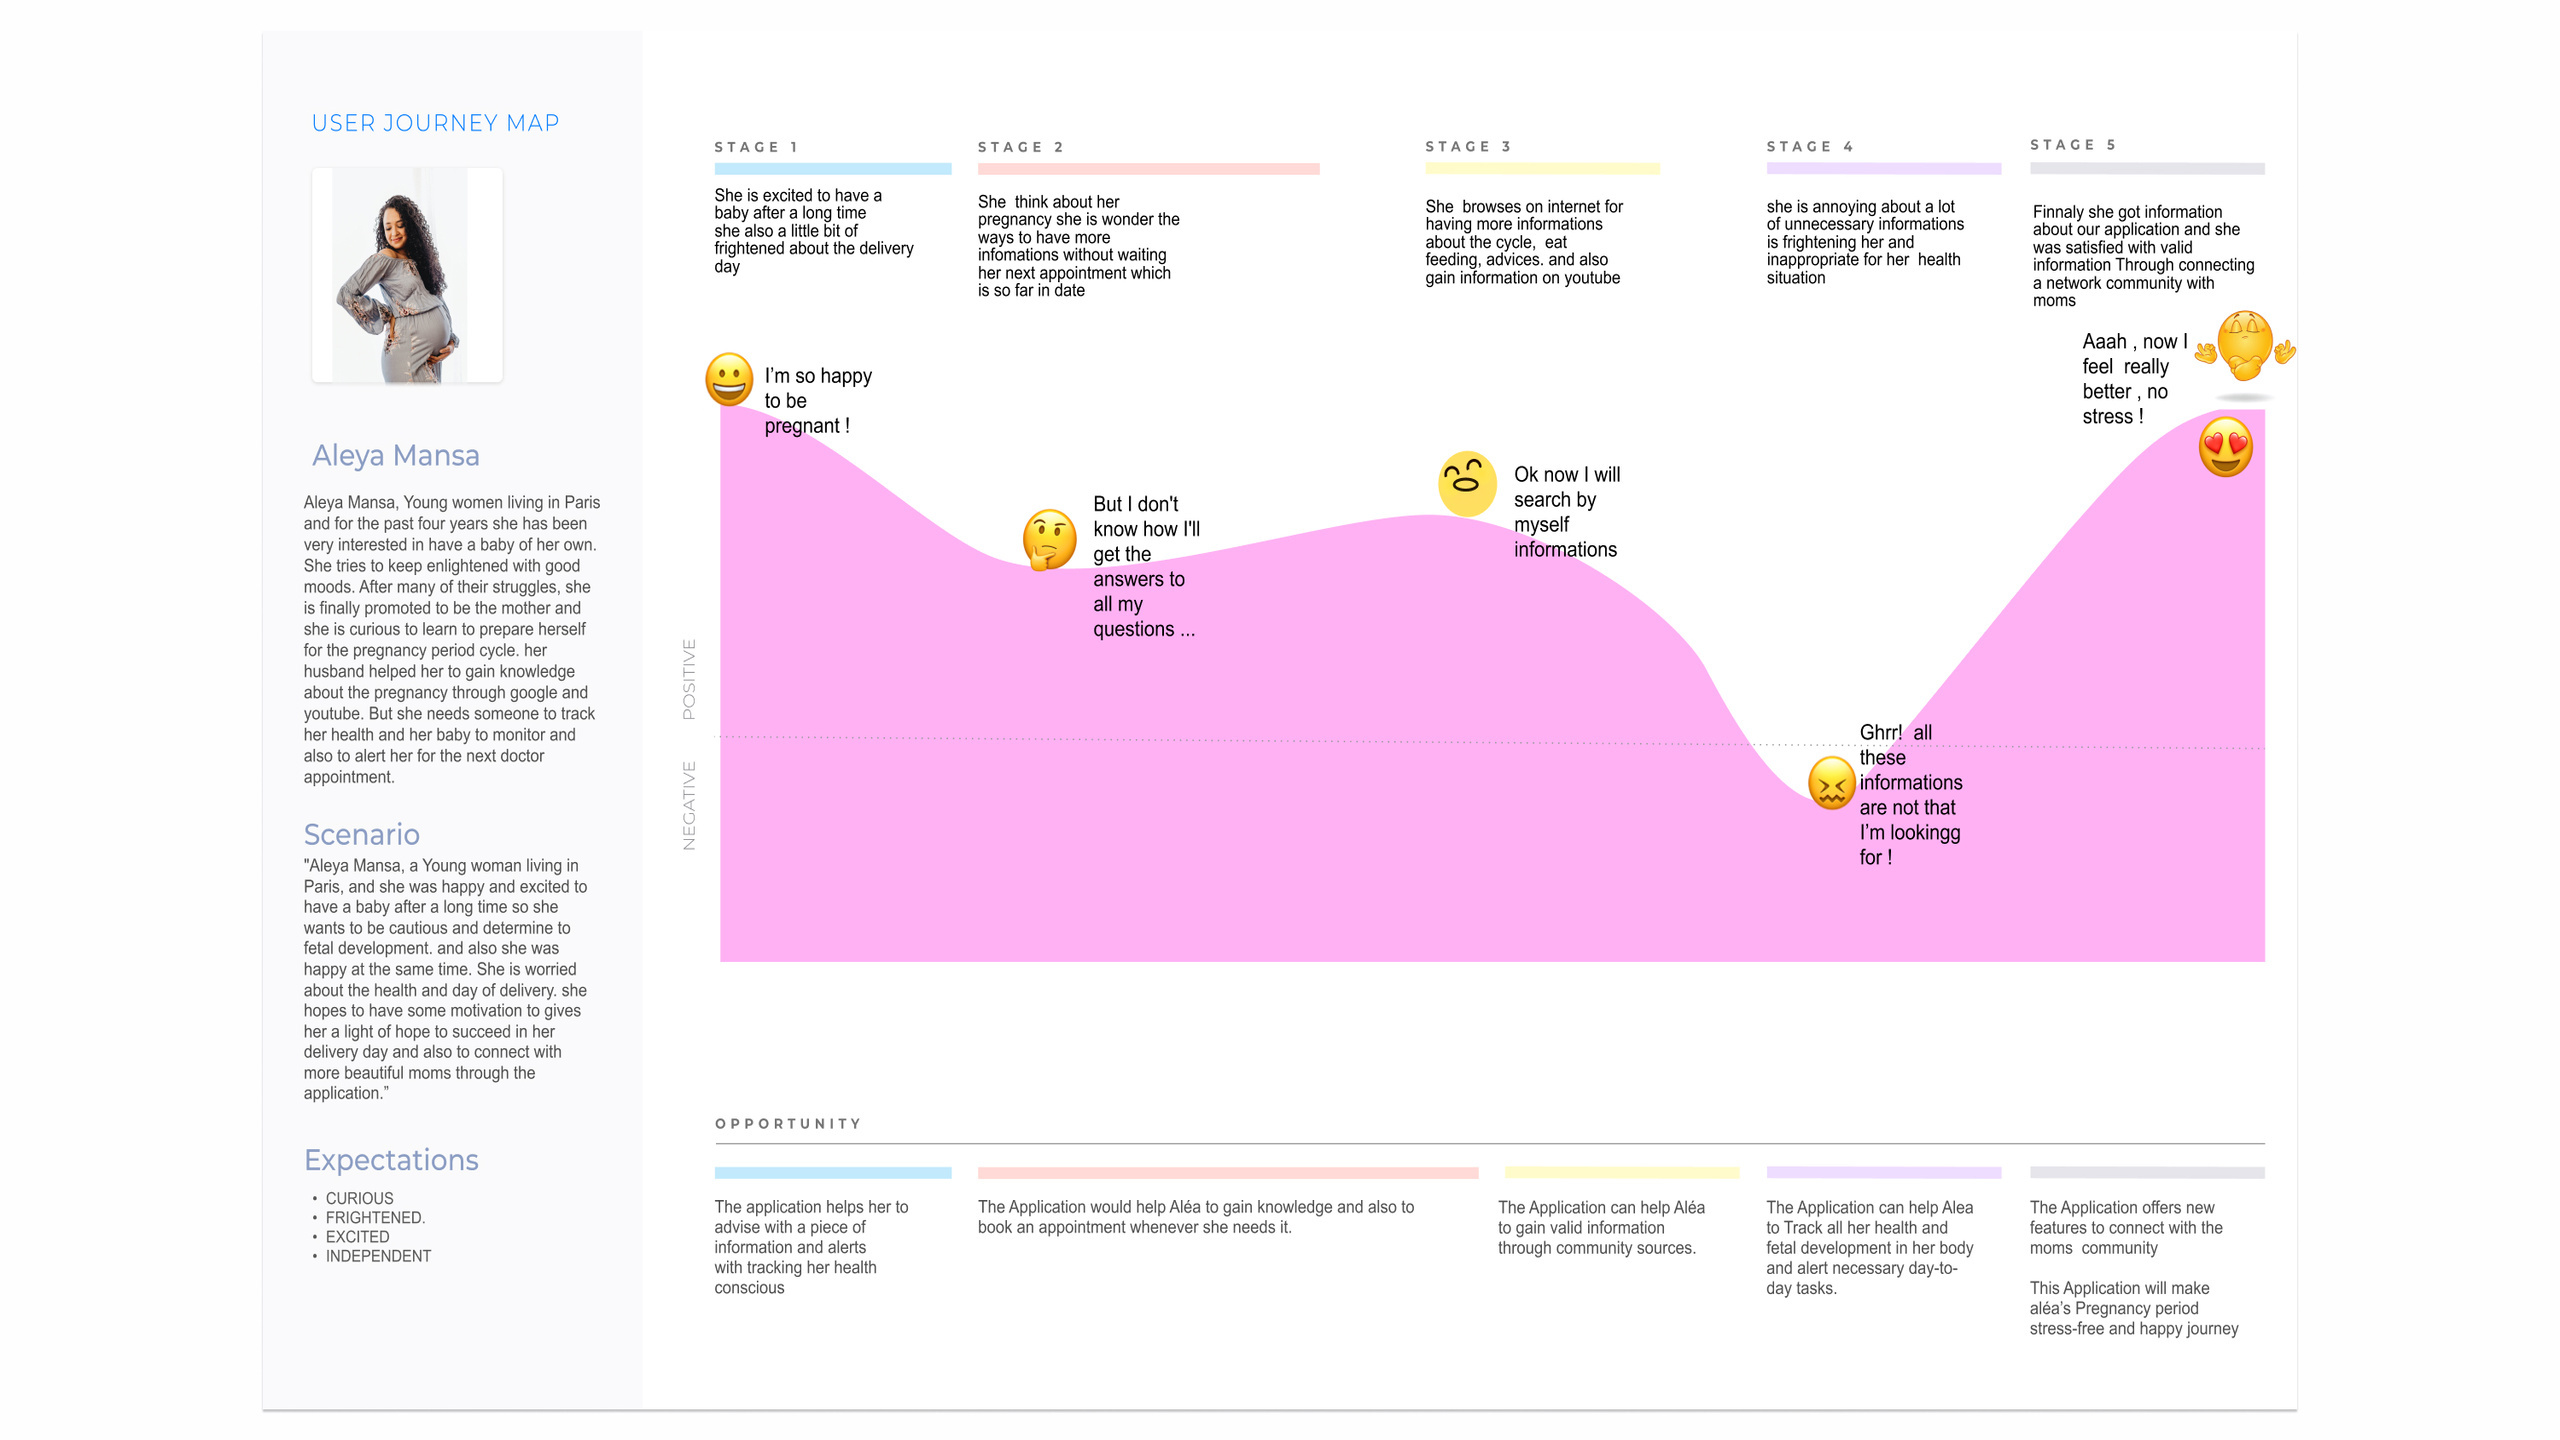 USER JOURNEY MAP
Aleya Mansa
Aleya Mansa, Young women living in Paris
and for the past four years she has been
very interested in have a baby of her own.
She tries to keep enlightened with good
moods. After many of their struggles, she
is finally promoted to be the mother and
she is curious to learn to prepare herself
for the pregnancy period cycle. her
husband helped her to gain knowledge
about the pregnancy through google and
youtube. But she needs someone to track
her health and her baby to monitor and
also to alert her for the next doctor
appointment.
Scenario
"Aleya Mansa, a Young woman living in
Paris, and she was happy and excited to
have a baby after a long time so she
wants to be cautious and determine to
fetal development. and also she was
happy at the same time. She is worried
about the health and day of delivery. she
hopes to have some motivation to gives
her a light of hope to succeed in her
delivery day and also to connect with
more beautiful moms through the
application.”
Expectations
• CURIOUS
• FRIGHTENED.
• EXCITED
• INDEPENDENT
STAGE 1
She is excited to have a
baby after a long time
she also a little bit of
frightened about the delivery
day
STAGE 2
She think about her
pregnancy she is wonder the
ways to have more
infomations without waiting
her next appointment which
is so far in date
STAGE 3
She browses on internet for
having more informations
about the cycle, eat
feeding, advices. and also
gain information on youtube
STAGE 4
she is annoying about a lot
of unnecessary informations
is frightening her and
inappropriate for her health
situation
STAGE 5
Finnaly she got information
about our application and she
was satisfied with valid
information Through connecting
a network community with
moms
I’m so happy
to be
pregnant !
But I don't
know how I'll
get the
answers to
all my
questions ...
Ok now I will
search by
myself
informations
Ghrr! all
these
informations
are not that
I’m lookingg
for !
Aaah , now I
feel really
better , no
stress !
POSITIVE
NEGATIVE
OPPORTUNITY
The application helps her to
advise with a piece of
information and alerts
with tracking her health
conscious
The Application would help Aléa to gain knowledge and also to
book an appointment whenever she needs it.
The Application can help Aléa
to gain valid information
through community sources.
The Application can help Alea
to Track all her health and
fetal development in her body
and alert necessary day-to-
day tasks.
The Application offers new
features to connect with the
moms community
This Application will make
aléa’s Pregnancy period
stress-free and happy journey